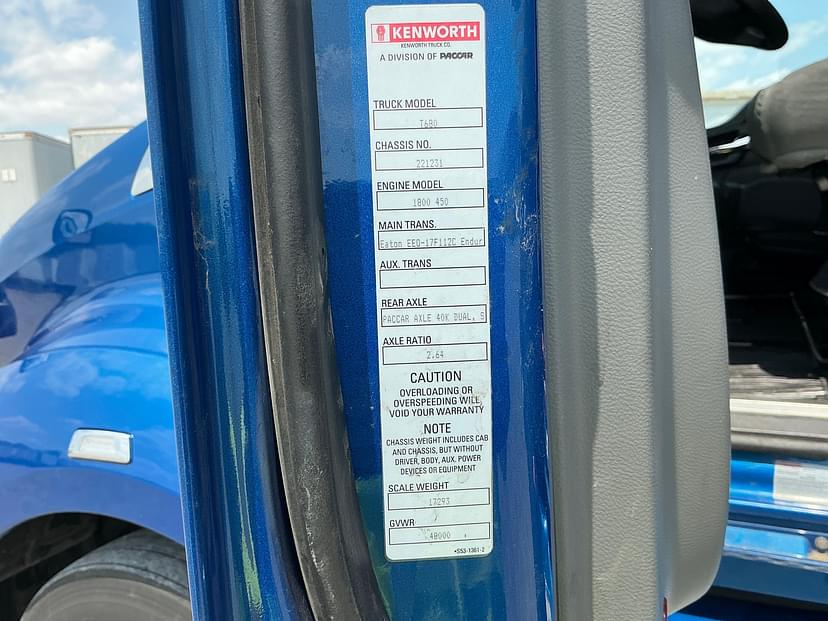 KENWORTH
KENWORTH TRUCK CO.
A DIVISION OF PACCAR
TRUCK MODEL
T680
CHASSIS NO.
221231
ENGINE MODEL
1800 450
MAIN TRANS.
Eaton EEO-17F112C Endur
AUX. TRANS
REAR AXLE
PACCAR AXLE 40K DUAL, S
AXLE RATIO
2.64
CAUTION
OVERLOADING OR
OVERSPEEDING WILL
VOID YOUR WARRANTY
NOTE
CHASSIS WEIGHT INCLUDES CAB
AND CHASSIS, BUT WITHOUT
DRIVER, BODY, AUX. POWER
DEVICES OR EQUIPMENT
SCALE WEIGHT
17293
GVWR
48000
•S53-1361-2